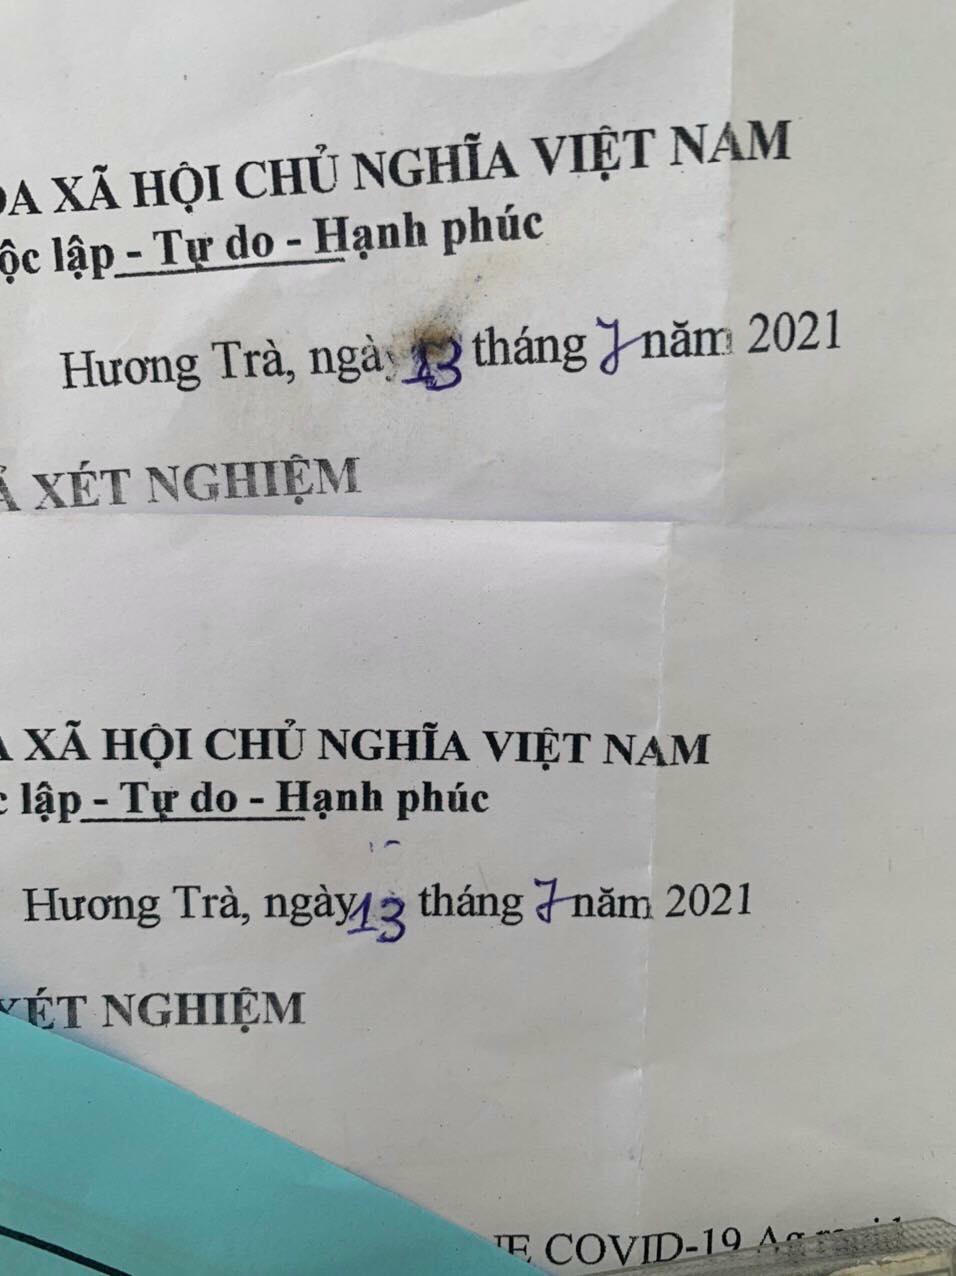 XÃ HỘI CHỦ NGHĨA VIỆT NAM
lập - Tự do - Hạnh phúc
Hương Trà, ngày 13 tháng 7 năm 2021
XÉT NGHIỆM
XÃ HỘI CHỦ NGHĨA VIỆT NAM
lập - Tự do - Hạnh phúc
Hương Trà, ngày 13 tháng 7 năm 2021
XÉT NGHIỆM
COVID-19 Ag